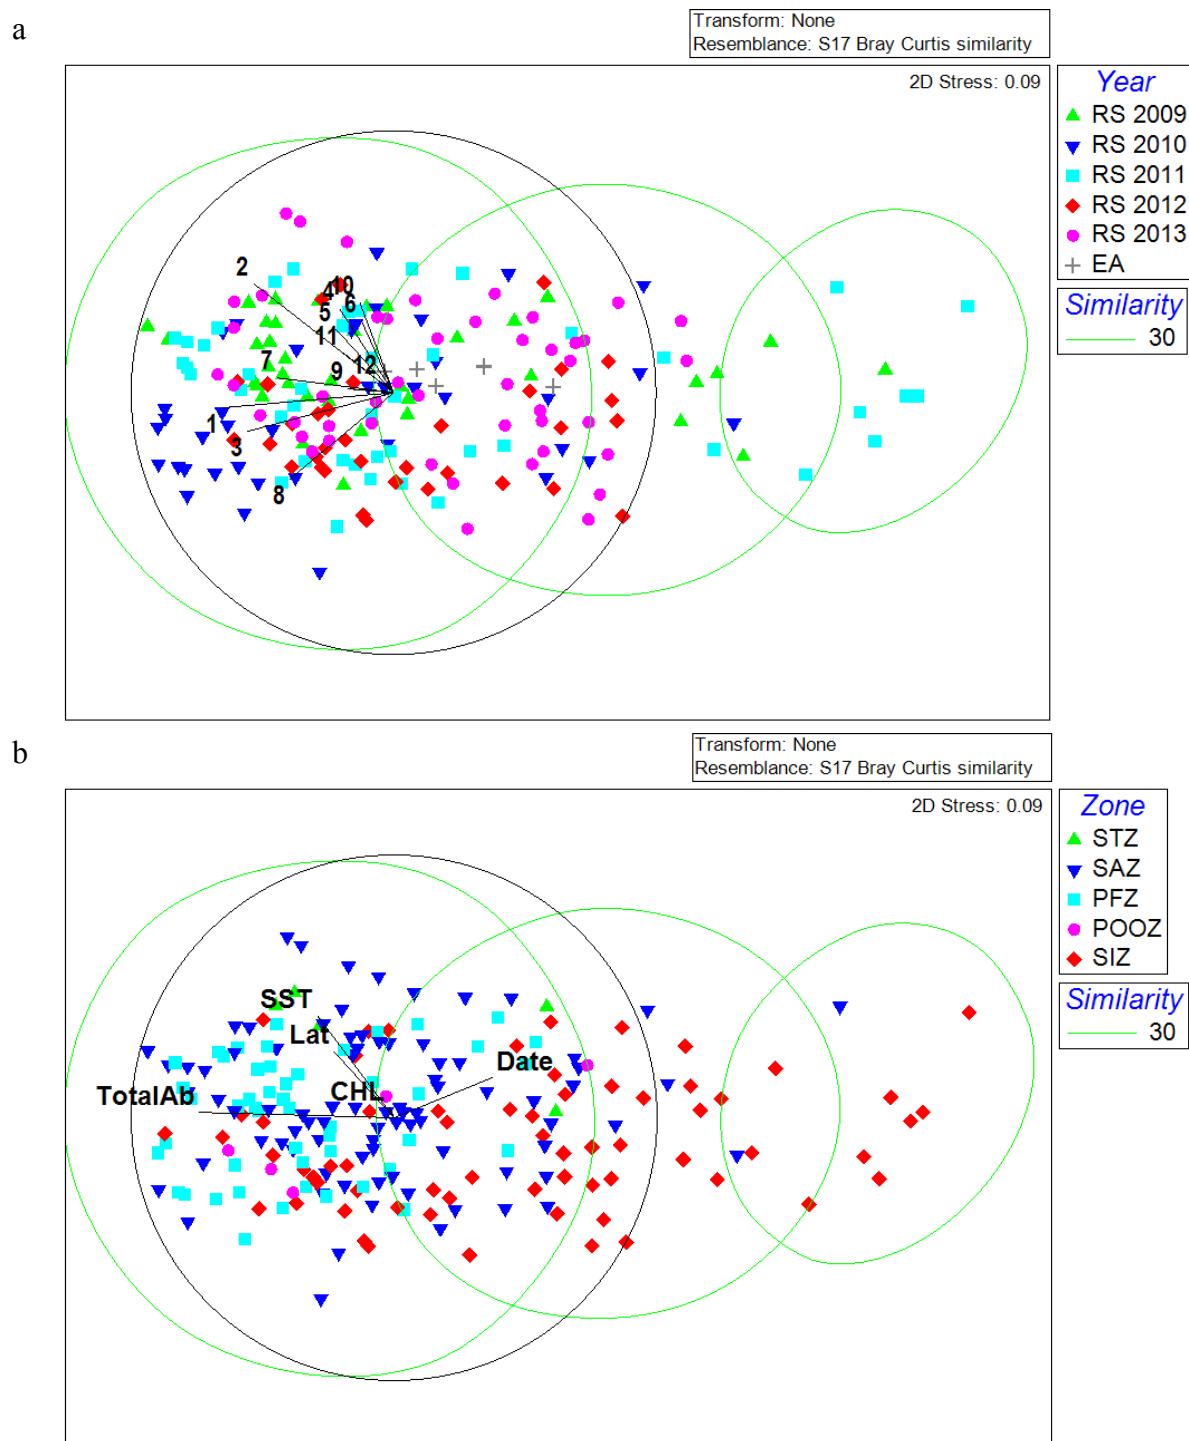 a
Transform: None
Resemblance: S17 Bray Curtis similarity
2D Stress: 0.09
Year
RS 2009
RS 2010
RS 2011
RS 2012
RS 2013
EA
Similarity
30
2
10
4
6
5
11
12
7
9
1
3
8
b
Transform: None
Resemblance: S17 Bray Curtis similarity
2D Stress: 0.09
Zone
STZ
SAZ
PFZ
POOZ
SIZ
Similarity
30
SST
Lat
Date
CHL
TotalAb